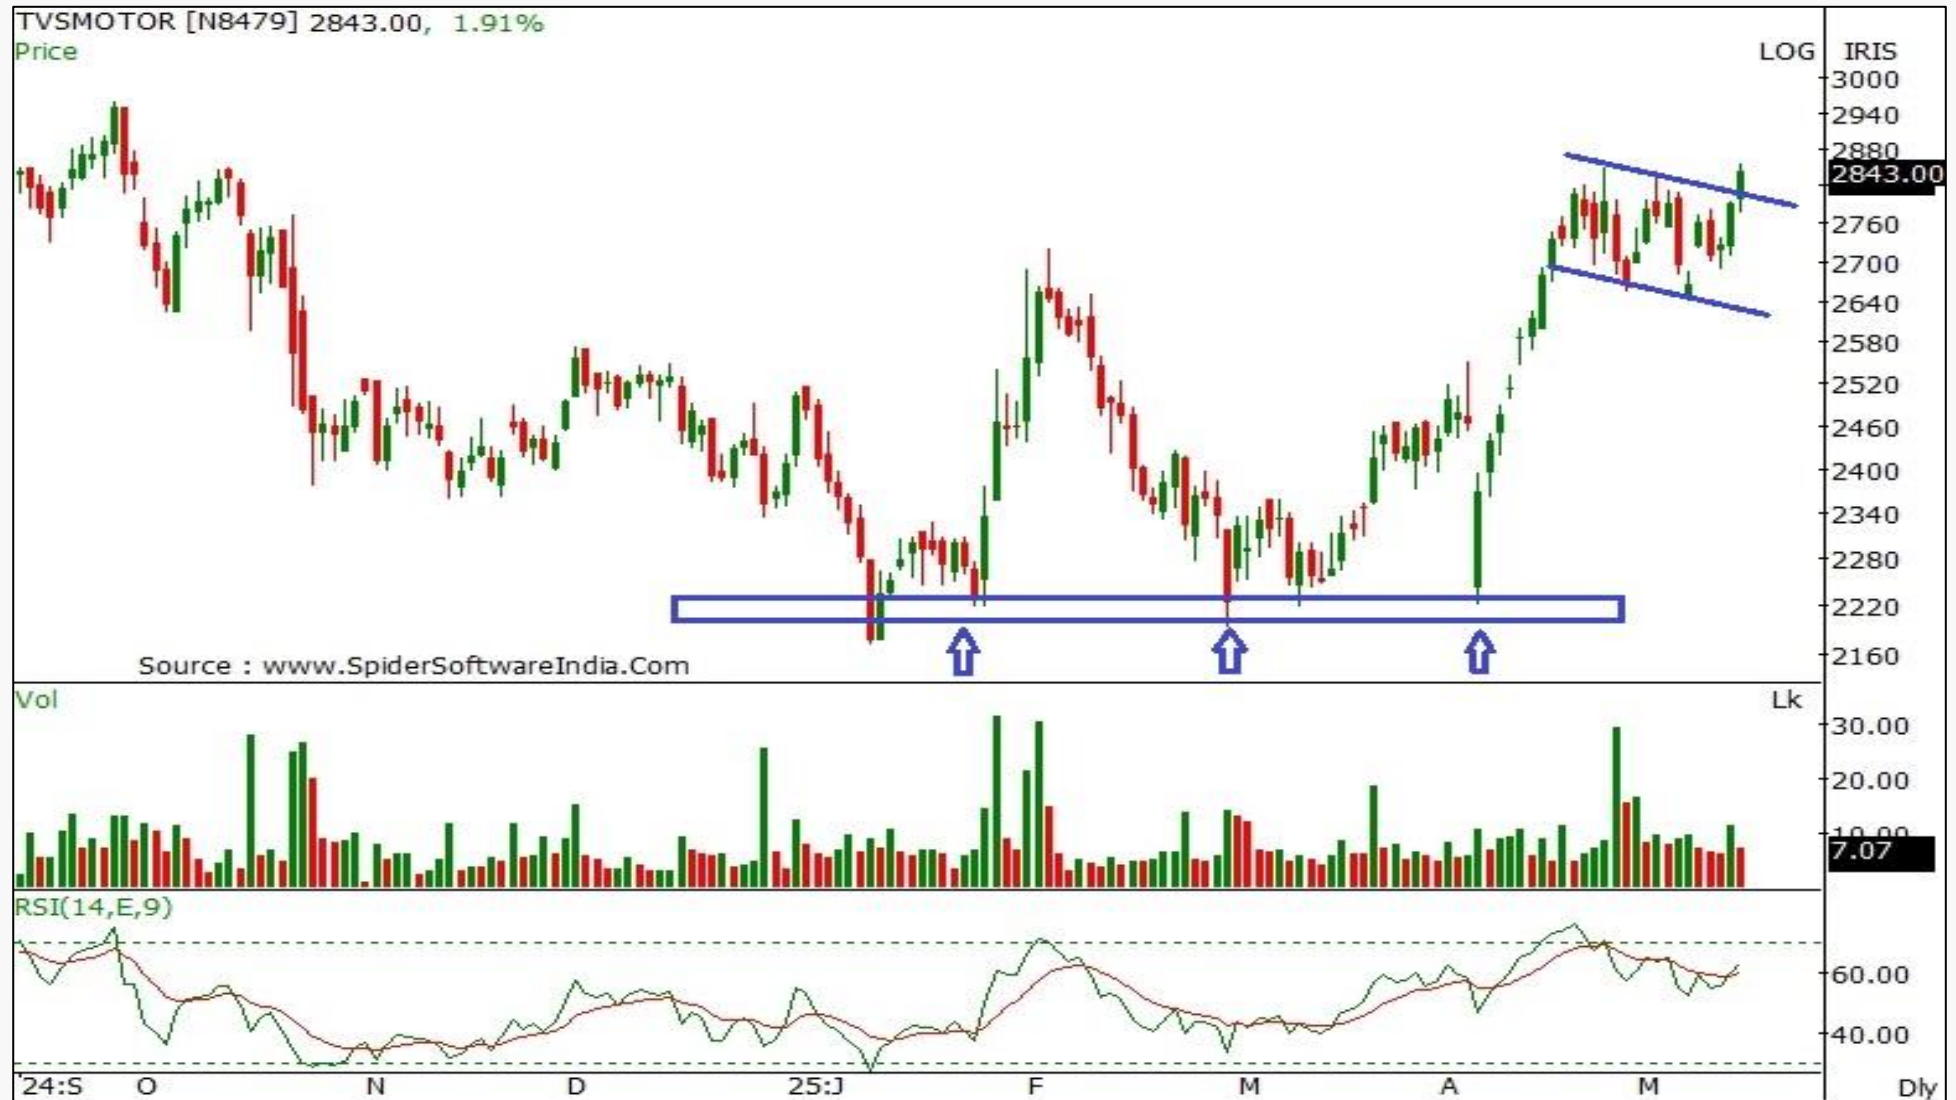 TVSMOTOR [N8479] 2843.00, 1.91%
Price
LOG IRIS
3000
2940
2880
2843.00
2760
2700
2640
2580
2520
2460
2400
2340
2280
2220
2160
Source : www.SpiderSoftwareIndia.Com
Vol
Lk
30.00
20.00
10.00
7.07
RSI(14,E,9)
60.00
40.00
'24:S O N D 25:J F M A M Dly